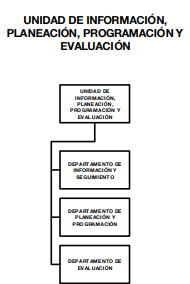 UNIDAD DE INFORMACIÓN,
PLANEACIÓN, PROGRAMACIÓN Y
EVALUACIÓN
UNIDAD DE
INFORMACIÓN,
PLANEACIÓN,
PROGRAMACIÓN Y
EVALUACIÓN
DEPARTAMENTO DE
INFORMACIÓN Y
SEGUIMIENTO
DEPARTAMENTO DE
PLANEACIÓN Y
PROGRAMACIÓN
DEPARTAMENTO DE
EVALUACIÓN